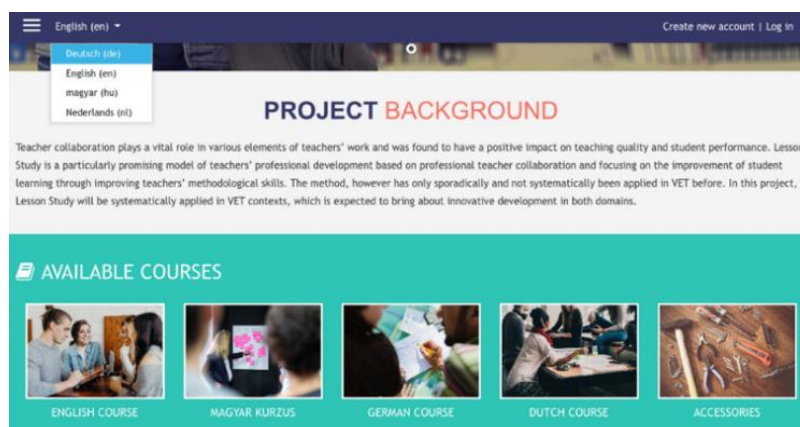 English (en)
Create new account | Log in
Deutsch (de)
English (en)
magyar (hu)
Nederlands (nl)
PROJECT BACKGROUND
Teacher collaboration plays a vital role in various elements of teachers' work and was found to have a positive impact on teaching quality and student performance. Lesson
Study is a particularly promising model of teachers' professional development based on professional teacher collaboration and focusing on the improvement of student
learning through improving teachers' methodological skills. The method, however has only sporadically and not systematically been applied in VET before. In this project,
Lesson Study will be systematically applied in VET contexts, which is expected to bring about innovative development in both domains.
AVAILABLE COURSES
ENGLISH COURSE
MAGYAR KURZUS
GERMAN COURSE
DUTCH COURSE
ACCESSORIES